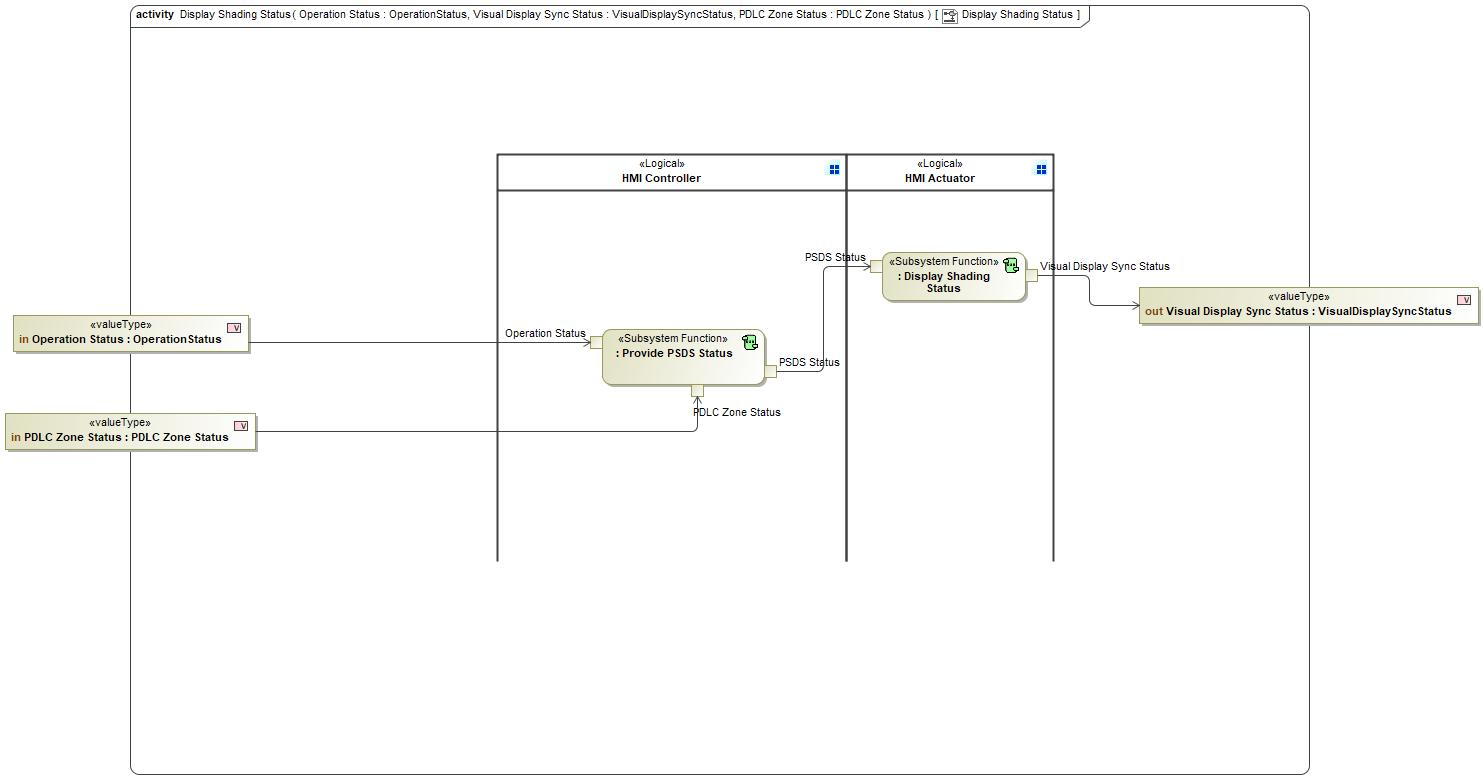 activity Display Shading Status( Operation Status : OperationStatus, Visual Display Sync Status : VisualDisplaySyncStatus, PDLC Zone Status : PDLC Zone Status ) [ Display Shading Status ]
«Logical»
HMI Controller
«Logical»
HMI Actuator
PSDS Status
«Subsystem Function»
: Display Shading
Status
Visual Display Sync Status
«valueType»
out Visual Display Sync Status : VisualDisplaySyncStatus
V
«valueType»
in Operation Status : OperationStatus
V
Operation Status
«Subsystem Function»
: Provide PSDS Status
PSDS Status
PDLC Zone Status
«valueType»
in PDLC Zone Status : PDLC Zone Status
V